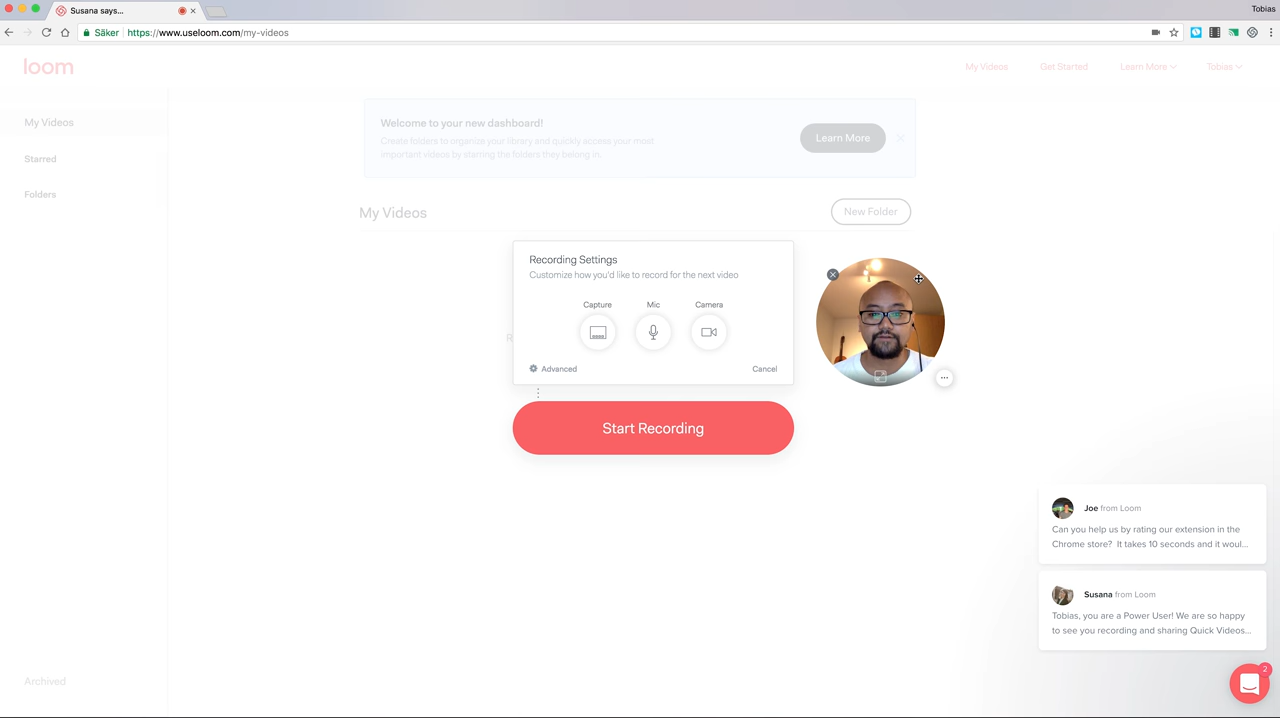 Susana says...
Tobias
Säker
https://www.useloom.com/my-videos
loom
My Videos
Get Started
Learn More
Tobias
My Videos
Starred
Folders
Archived
Welcome to your new dashboard!
Create folders to organize your library and quickly access your most
important videos by starring the folders they belong in.
Learn More
My Videos
New Folder
Recording Settings
Customize how you'd like to record for the next video
Capture
Mic
Camera
Advanced
Cancel
R
Start Recording
Joe from Loom
Can you help us by rating our extension in the
Chrome store? It takes 10 seconds and it woul...
Susana from Loom
Tobias, you are a Power User! We are so happy
to see you recording and sharing Quick Videos...
2